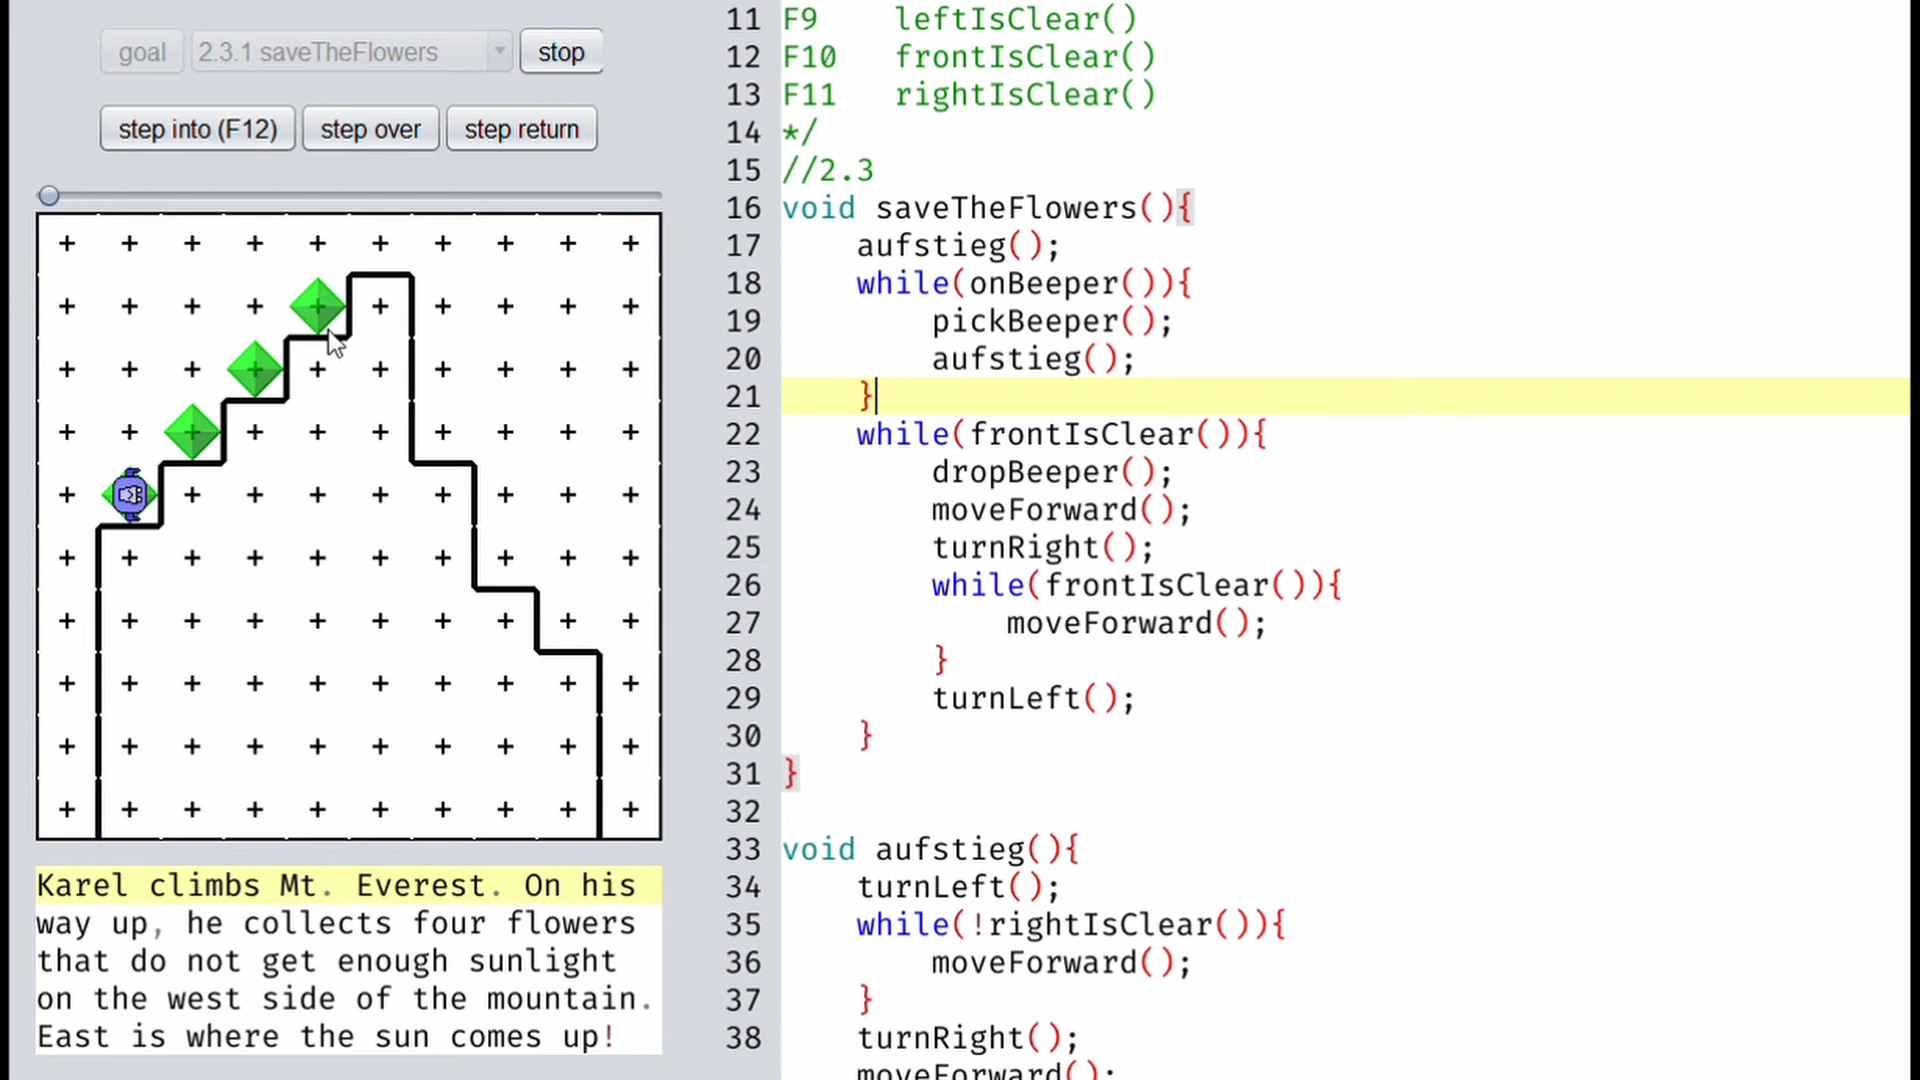 goal
2.3.1 saveTheFlowers
stop
step into (F12)
step over
step return
Karel climbs Mt. Everest. On his
way up, he collects four flowers
that do not get enough sunlight
on the west side of the mountain.
East is where the sun comes up!
11 F9 leftIsClear()
12 F10 frontIsClear()
13 F11 rightIsClear()
14 */
15 //2.3
16 void saveTheFlowers(){
17 aufstieg();
18 while(onBeeper()){
19 pickBeeper();
20 aufstieg();
21 }
22 while(frontIsClear()){
23 dropBeeper();
24 moveForward();
25 turnRight();
26 while(frontIsClear()){
27 moveForward();
28 }
29 turnLeft();
30 }
31 }
32
33 void aufstieg(){
34 turnLeft();
35 while(!rightIsClear()){
36 moveForward();
37 }
38 turnRight();
moveForward();